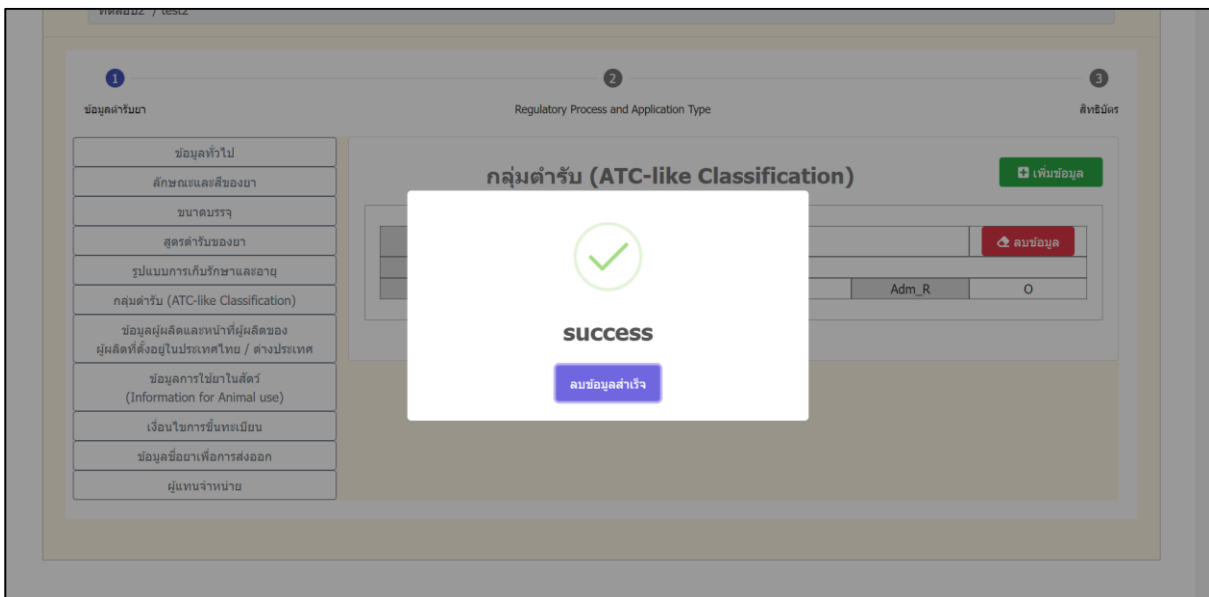 ทดสอบ2 / test2
1
2
3
ข้อมูลตำรับยา
Regulatory Process and Application Type
สิทธิบัตร
ข้อมูลทั่วไป
ลักษณะและสีของยา
ขนาดบรรจุ
สูตรตำรับของยา
รูปแบบการเก็บรักษาและอายุ
กลุ่มตำรับ (ATC-like Classification)
ข้อมูลผู้ผลิตและหน้าที่ผู้ผลิตของ
ผู้ผลิตที่ตั้งอยู่ในประเทศไทย / ต่างประเทศ
ข้อมูลการใช้ยาในสัตว์
(Information for Animal use)
เงื่อนไขการขึ้นทะเบียน
ข้อมูลชื่อยาเพื่อการส่งออก
ผู้แทนจำหน่าย
กลุ่มตำรับ (ATC-like Classification)
เพิ่มข้อมูล
ลบข้อมูล
Adm_R
O
success
ลบข้อมูลสำเร็จ